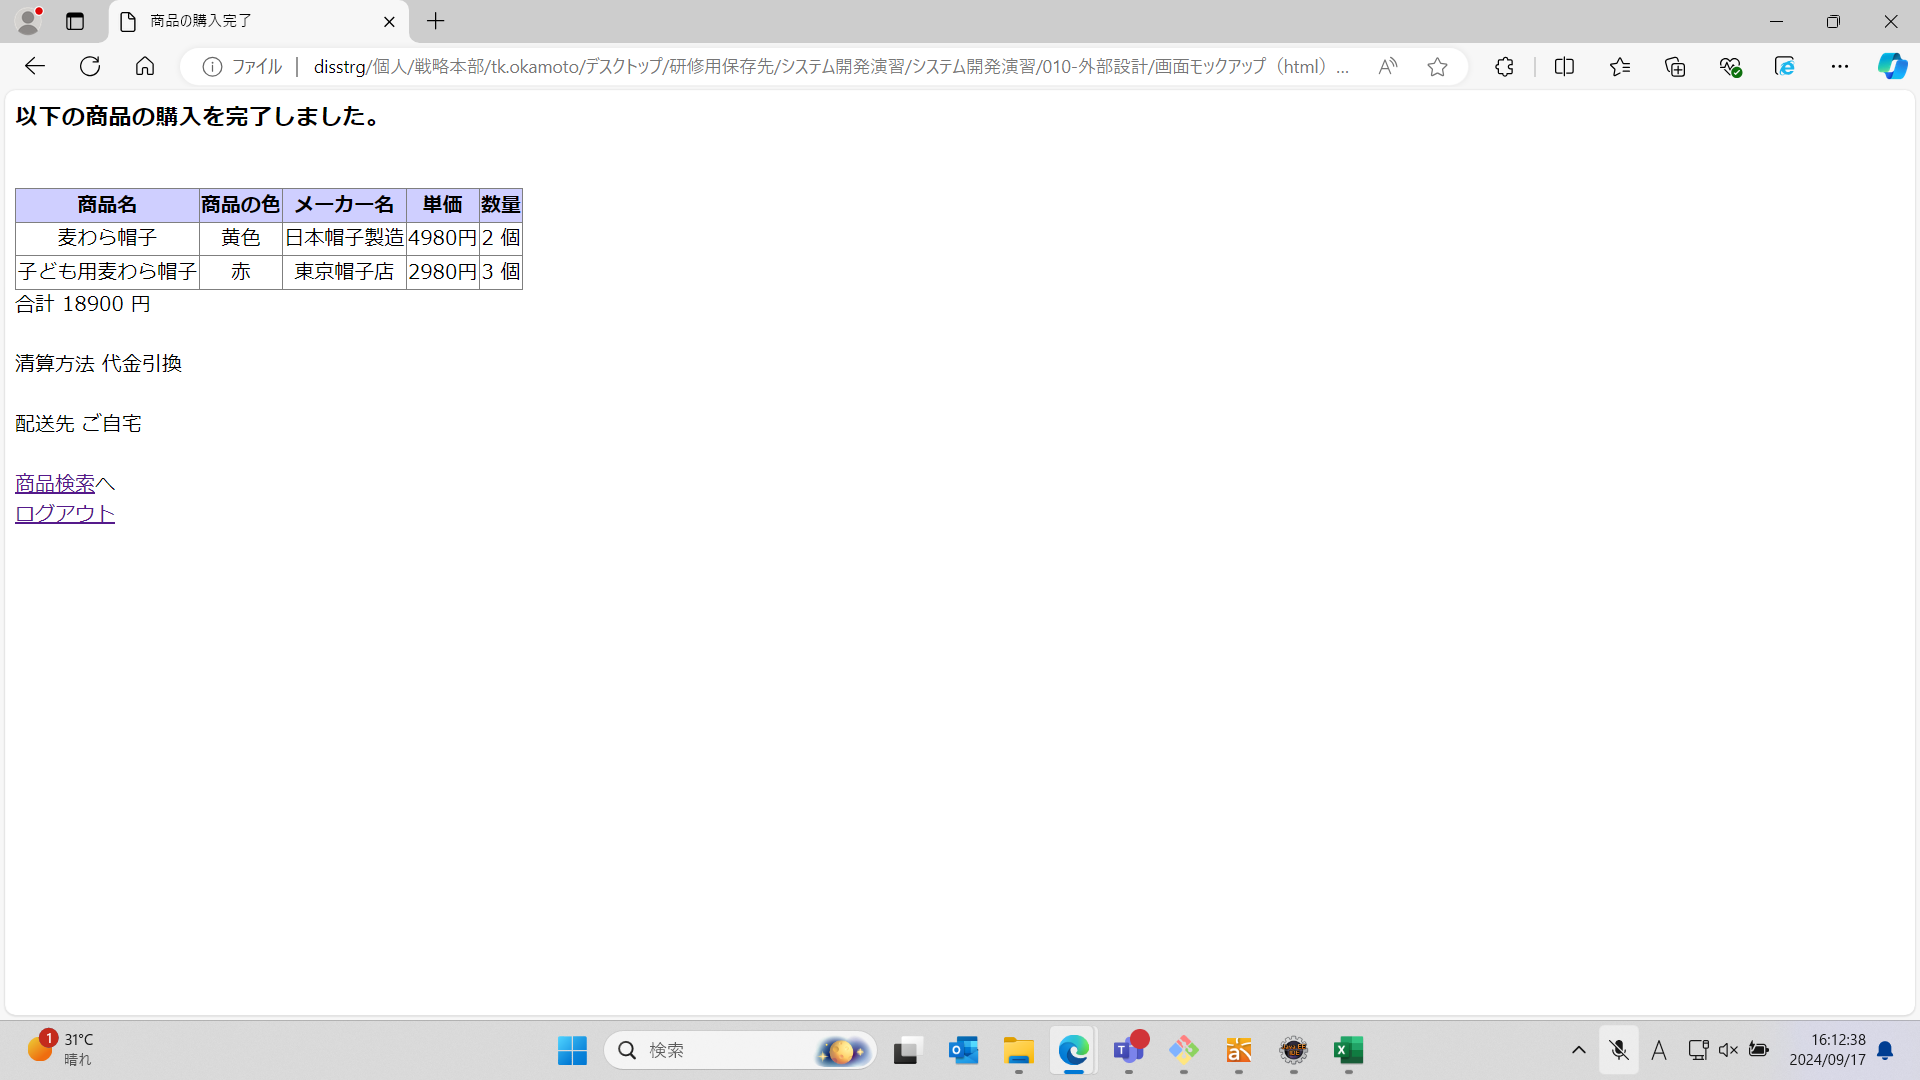 商品の購入完了
ファイル disstrg/個人/戦略本部/tk.okamoto/デスクトップ/研修用保存先/システム開発演習/システム開発演習/010-外部設計/画面モックアップ（html）...
以下の商品の購入を完了しました。
商品名 商品の色 メーカー名 単価 数量
麦わら帽子 黄色 日本帽子製造 4980円 2 個
子ども用麦わら帽子 赤 東京帽子店 2980円 3 個
合計 18900 円
清算方法 代金引換
配送先 ご自宅
商品検索へ
ログアウト
1
31°C
晴れ
検索
A
16:12:38
2024/09/17